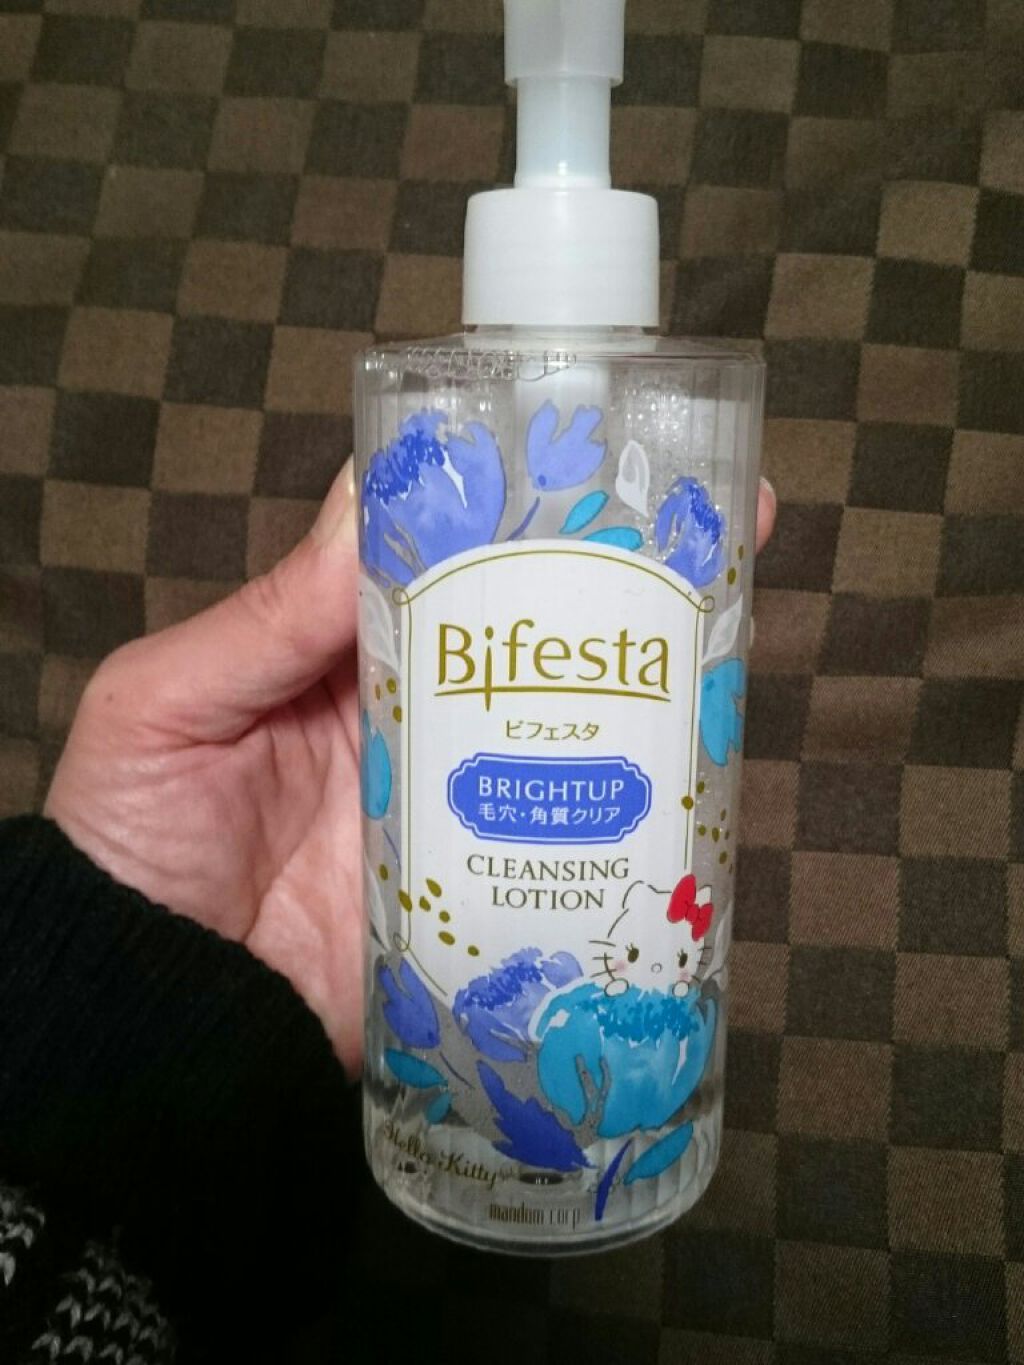 Bifesta
ビフェスタ
BRIGHTUP
毛穴・角質クリア
CLEANSING
LOTION
Hello Kitty
mandom corp